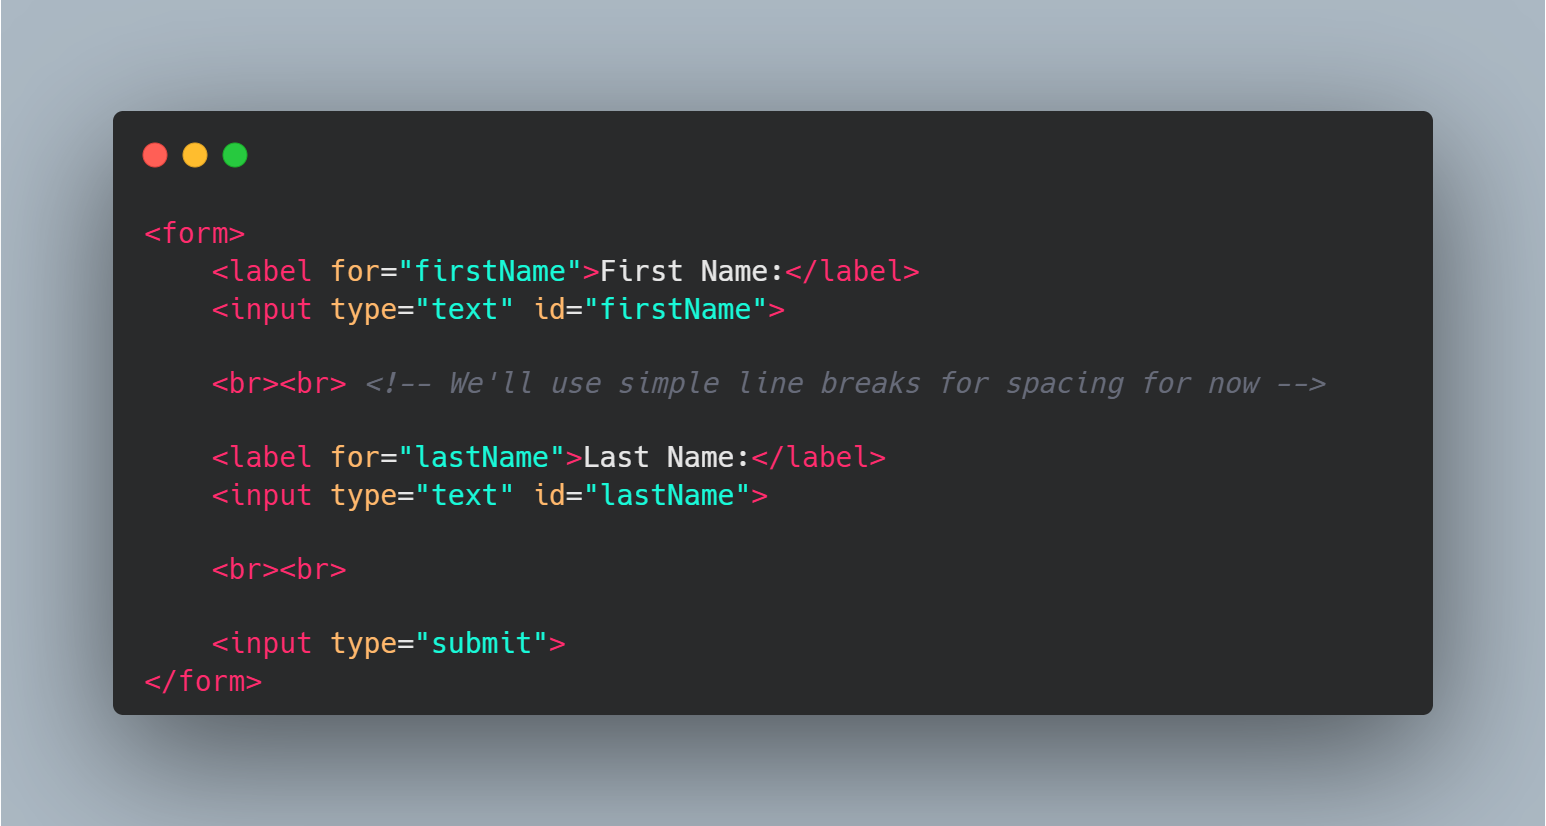 <form>
    <label for="firstName">First Name:</label>
    <input type="text" id="firstName">
    <br><br> <!-- We'll use simple line breaks for spacing for now -->
    <label for="lastName">Last Name:</label>
    <input type="text" id="lastName">
    <br><br>
    <input type="submit">
</form>